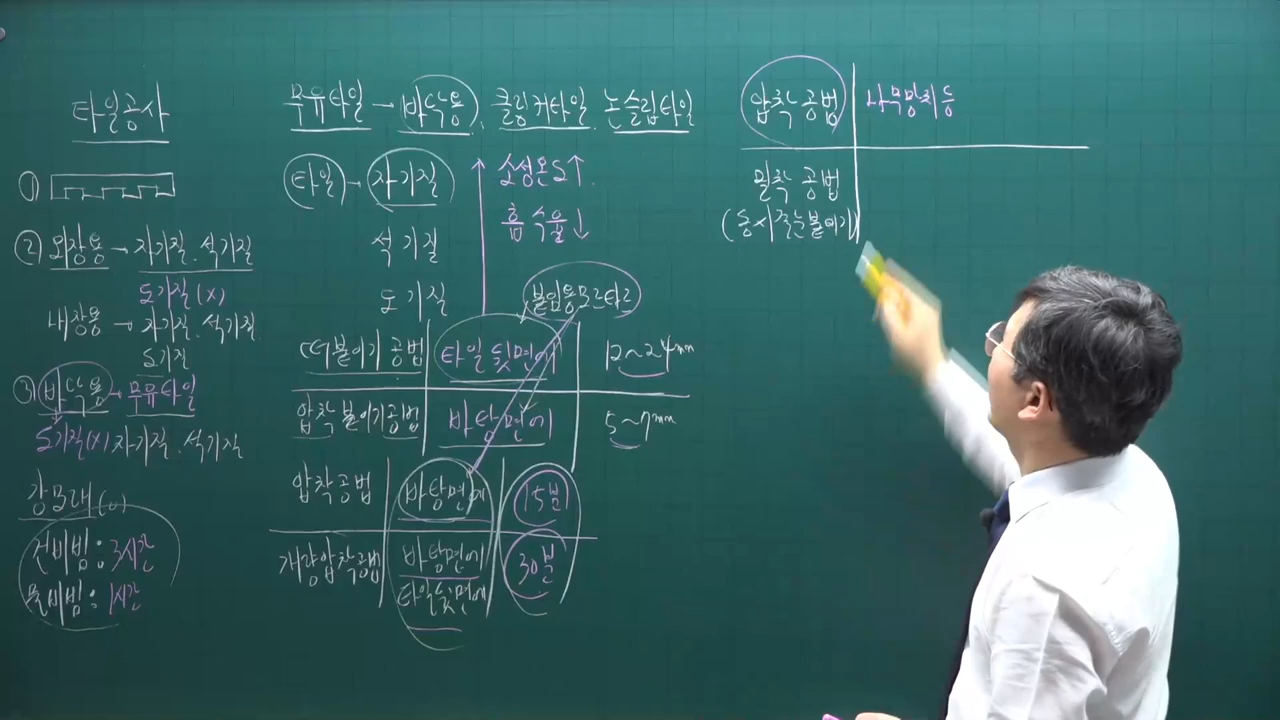 타일공사
①
② 외장용 → 자기질. 석기질
도기질(X)
내장용 → 자기질. 석기질.
도기질
③ 바닥용 → 무유타일
도기질(X) 자기질. 석기질
강모래(0)
건비빔: 3시간
물비빔: 1시간
무유타일 → 바닥용. 클링커타일. 논슬립타일
타일 → 자기질
석기질
도기질
소성온도↑.
흡수율↓
붙임용모르타르
떠붙이기 공법 타일뒷면에 12~24mm
압착붙이기공법 바탕면에 5~7mm
압착공법 바탕면에 15분
개량압착공법 바탕면에 30분
타일뒷면에
압착공법 나무망치등
밀착 공법
(동시줄눈붙이기)